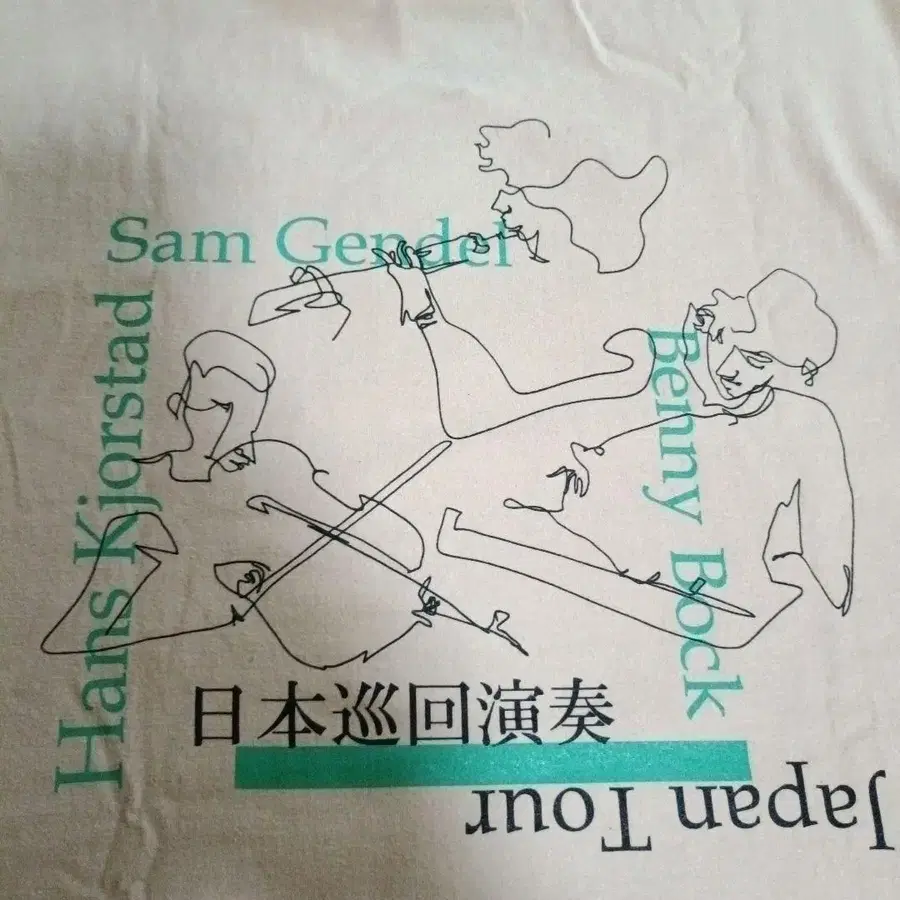 Sam Gendel
Hans Kjorstad
Benny Bock
日本巡回演奏
Japan Tour